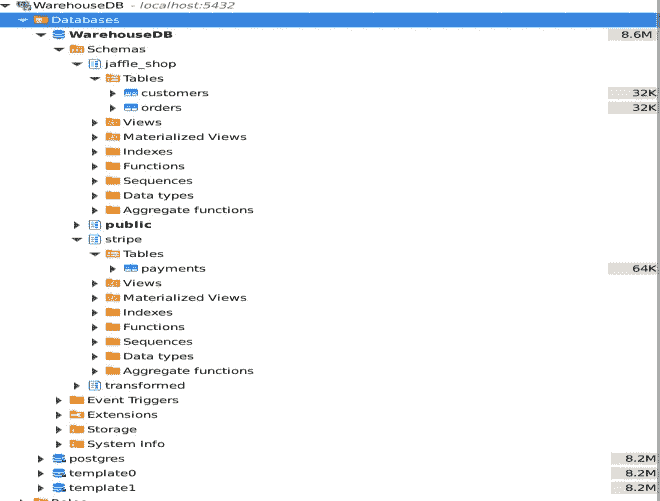 WarehouseDB - localhost:5432
Databases
WarehouseDB 8.6M
Schemas
jaffle_shop
Tables
customers 32K
orders 32K
Views
Materialized Views
Indexes
Functions
Sequences
Data types
Aggregate functions
public
stripe
Tables
payments 64K
Views
Materialized Views
Indexes
Functions
Sequences
Data types
Aggregate functions
transformed
Event Triggers
Extensions
Storage
System Info
postgres 8.2M
template0 8.2M
template1 8.2M